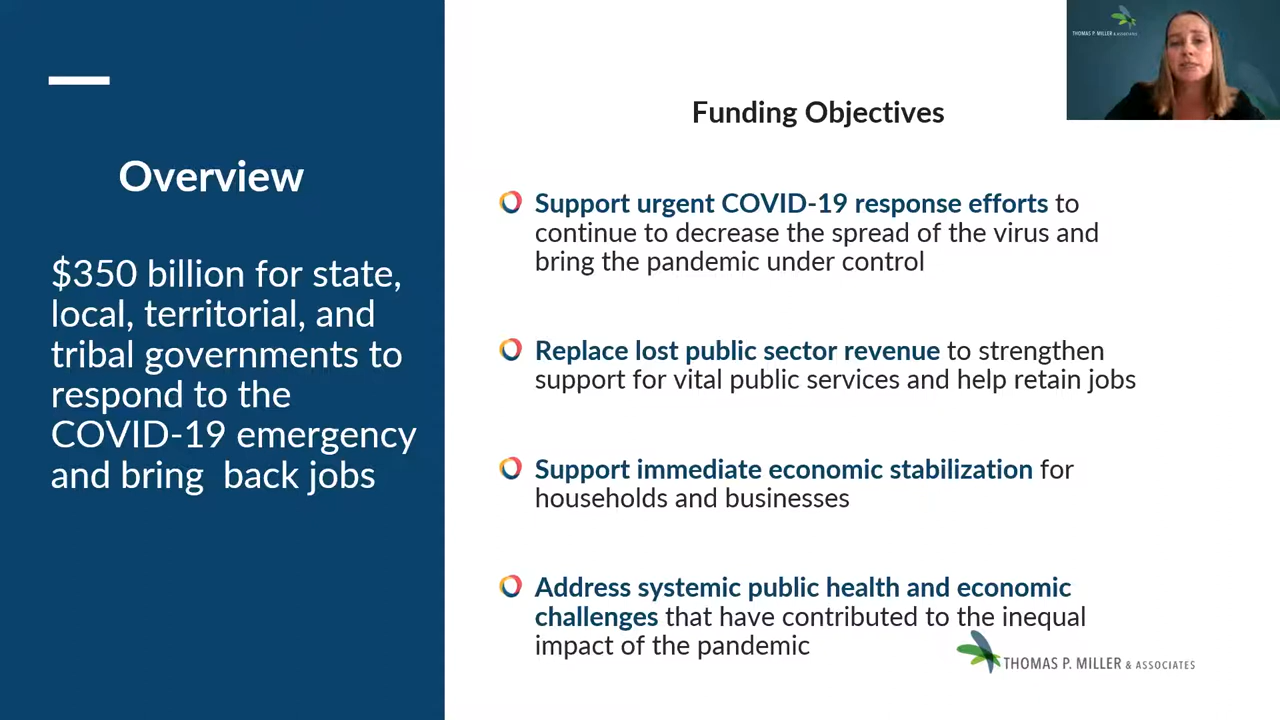 THOMAS P. MILLER & ASSOCIATES
Overview
$350 billion for state,
local, territorial, and
tribal governments to
respond to the
COVID-19 emergency
and bring  back jobs
Funding Objectives
Support urgent COVID-19 response efforts to
continue to decrease the spread of the virus and
bring the pandemic under control
Replace lost public sector revenue to strengthen
support for vital public services and help retain jobs
Support immediate economic stabilization for
households and businesses
Address systemic public health and economic
challenges that have contributed to the inequal
impact of the pandemic
THOMAS P. MILLER & ASSOCIATES